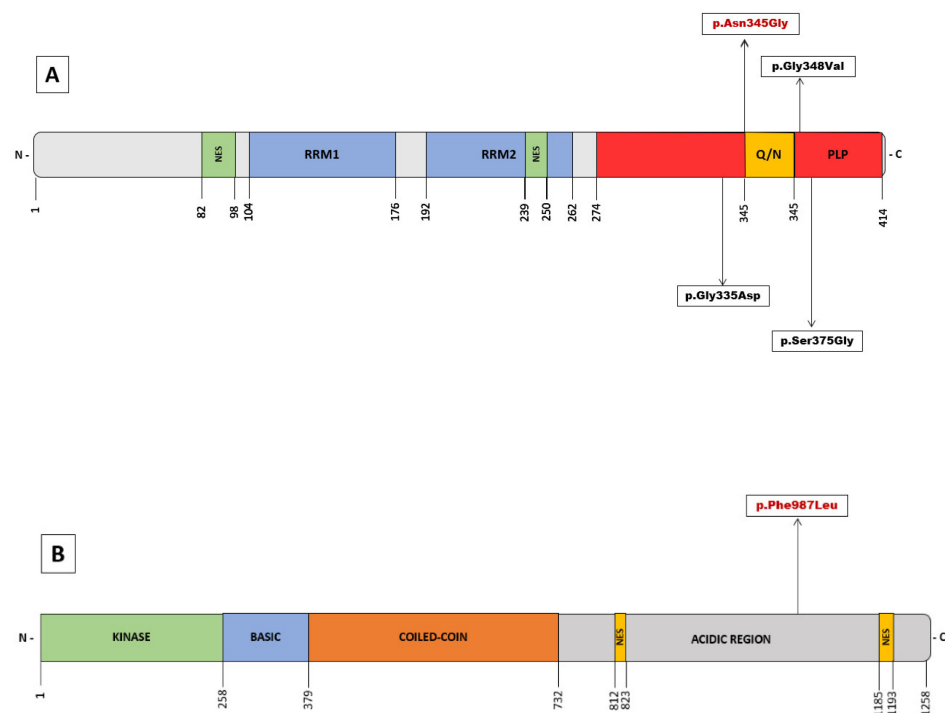 p.Asn345Gly
A
p.Gly348Val
N -
NES
RRM1
RRM2
NES
Q/N
PLP
- C
1
82
98
104
176
192
239
250
262
274
345
345
414
p.Gly335Asp
p.Ser375Gly
p.Phe987Leu
B
N -
KINASE
BASIC
COILED-COIN
NES
ACIDIC REGION
NES
- C
1
258
379
732
812
823
1185
1193
1258